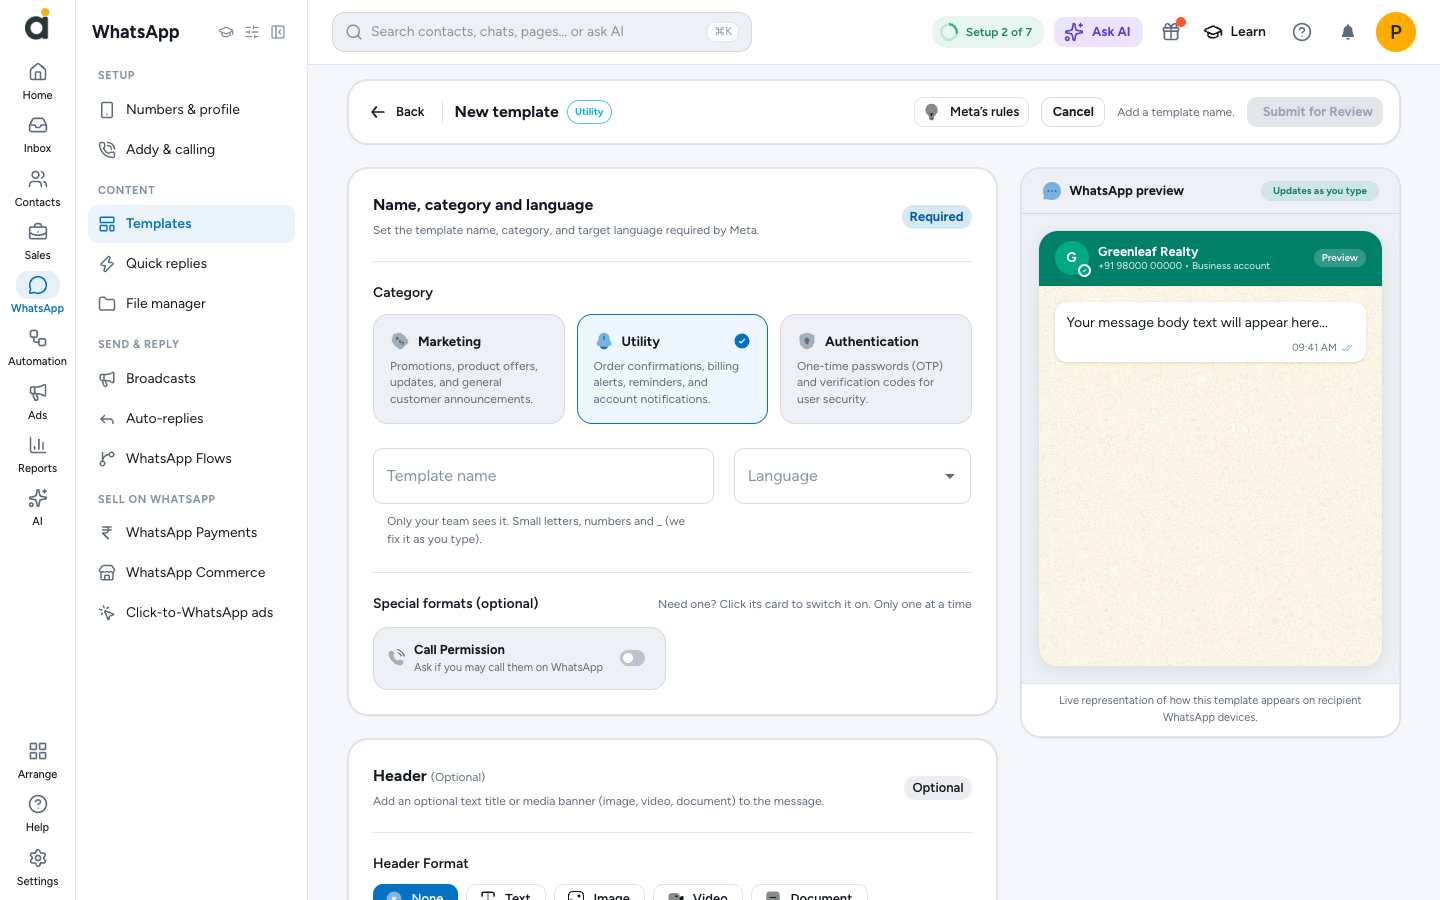 Home
Inbox
Contacts
Sales
WhatsApp
Automation
Ads
Reports
AI
Arrange
Help
Settings
WhatsApp
SETUP
Numbers & profile
Addy & calling
CONTENT
Templates
Quick replies
File manager
SEND & REPLY
Broadcasts
Auto-replies
WhatsApp Flows
SELL ON WHATSAPP
WhatsApp Payments
WhatsApp Commerce
Click-to-WhatsApp ads
Search contacts, chats, pages... or ask AI
⌘K
Setup 2 of 7
Ask AI
Learn
P
Back
New template
Utility
Meta's rules
Cancel
Add a template name.
Submit for Review
Name, category and language
Set the template name, category, and target language required by Meta.
Required
Category
Marketing
Promotions, product offers,
updates, and general
customer announcements.
Utility
Order confirmations, billing
alerts, reminders, and
account notifications.
Authentication
One-time passwords (OTP)
and verification codes for
user security.
Template name
Language
Only your team sees it. Small letters, numbers and _ (we
fix it as you type).
Special formats (optional)
Need one? Click its card to switch it on. Only one at a time
Call Permission
Ask if you may call them on WhatsApp
Header (Optional)
Add an optional text title or media banner (image, video, document) to the message.
Optional
Header Format
None
Text
Image
Video
Document
WhatsApp preview
Updates as you type
G
Greenleaf Realty
+91 98000 00000 • Business account
Preview
Your message body text will appear here...
09:41 AM
Live representation of how this template appears on recipient
WhatsApp devices.